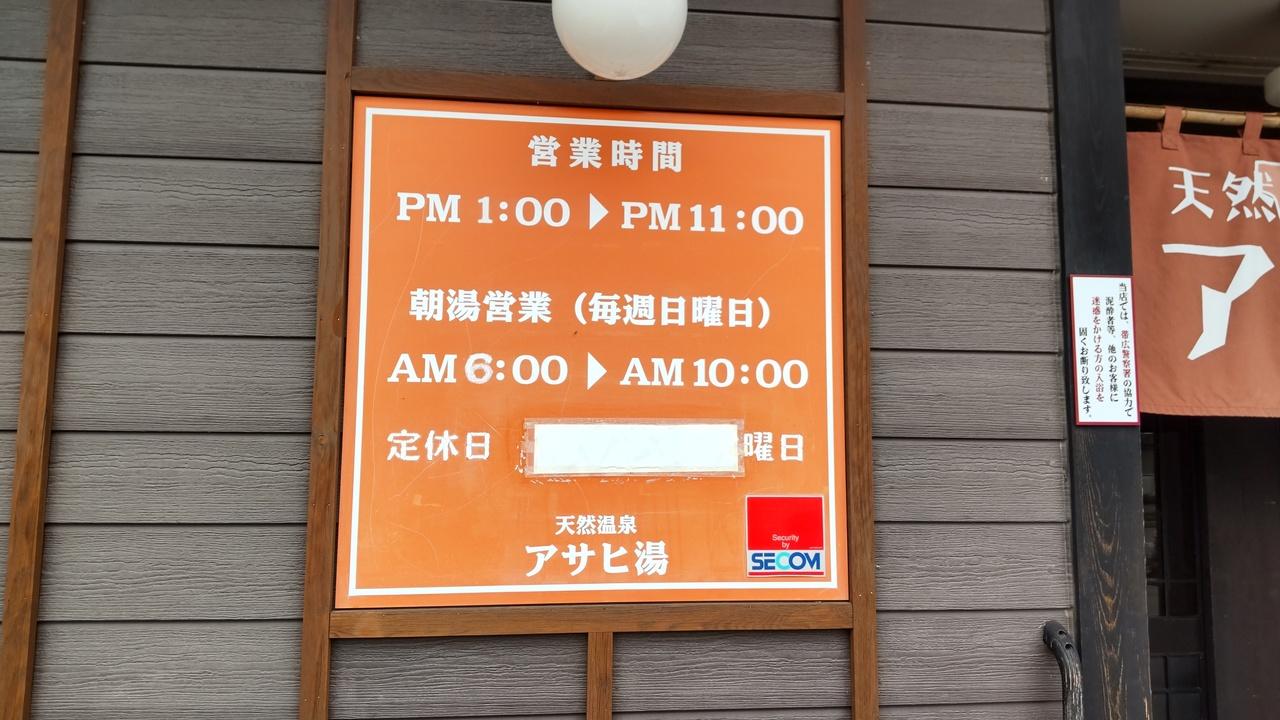 営業時間
PM 1:00 ▶ PM 11:00
朝湯営業（毎週日曜日）
AM 6:00 ▶ AM 10:00
定休日 曜日
天然温泉
アサヒ湯
Security
by
SECOM
当店では、帯広警察署の協力で
泥酔者等、他のお客様に
迷惑をかける方の入浴を
固くお断り致します。
天然
ア